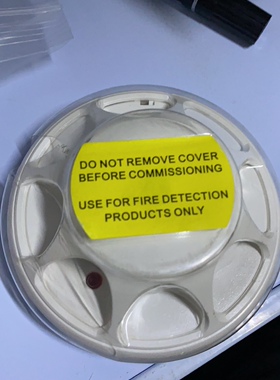 DO NOT REMOVE COVER
BEFORE COMMISSIONING
USE FOR FIRE DETECTION
PRODUCTS ONLY